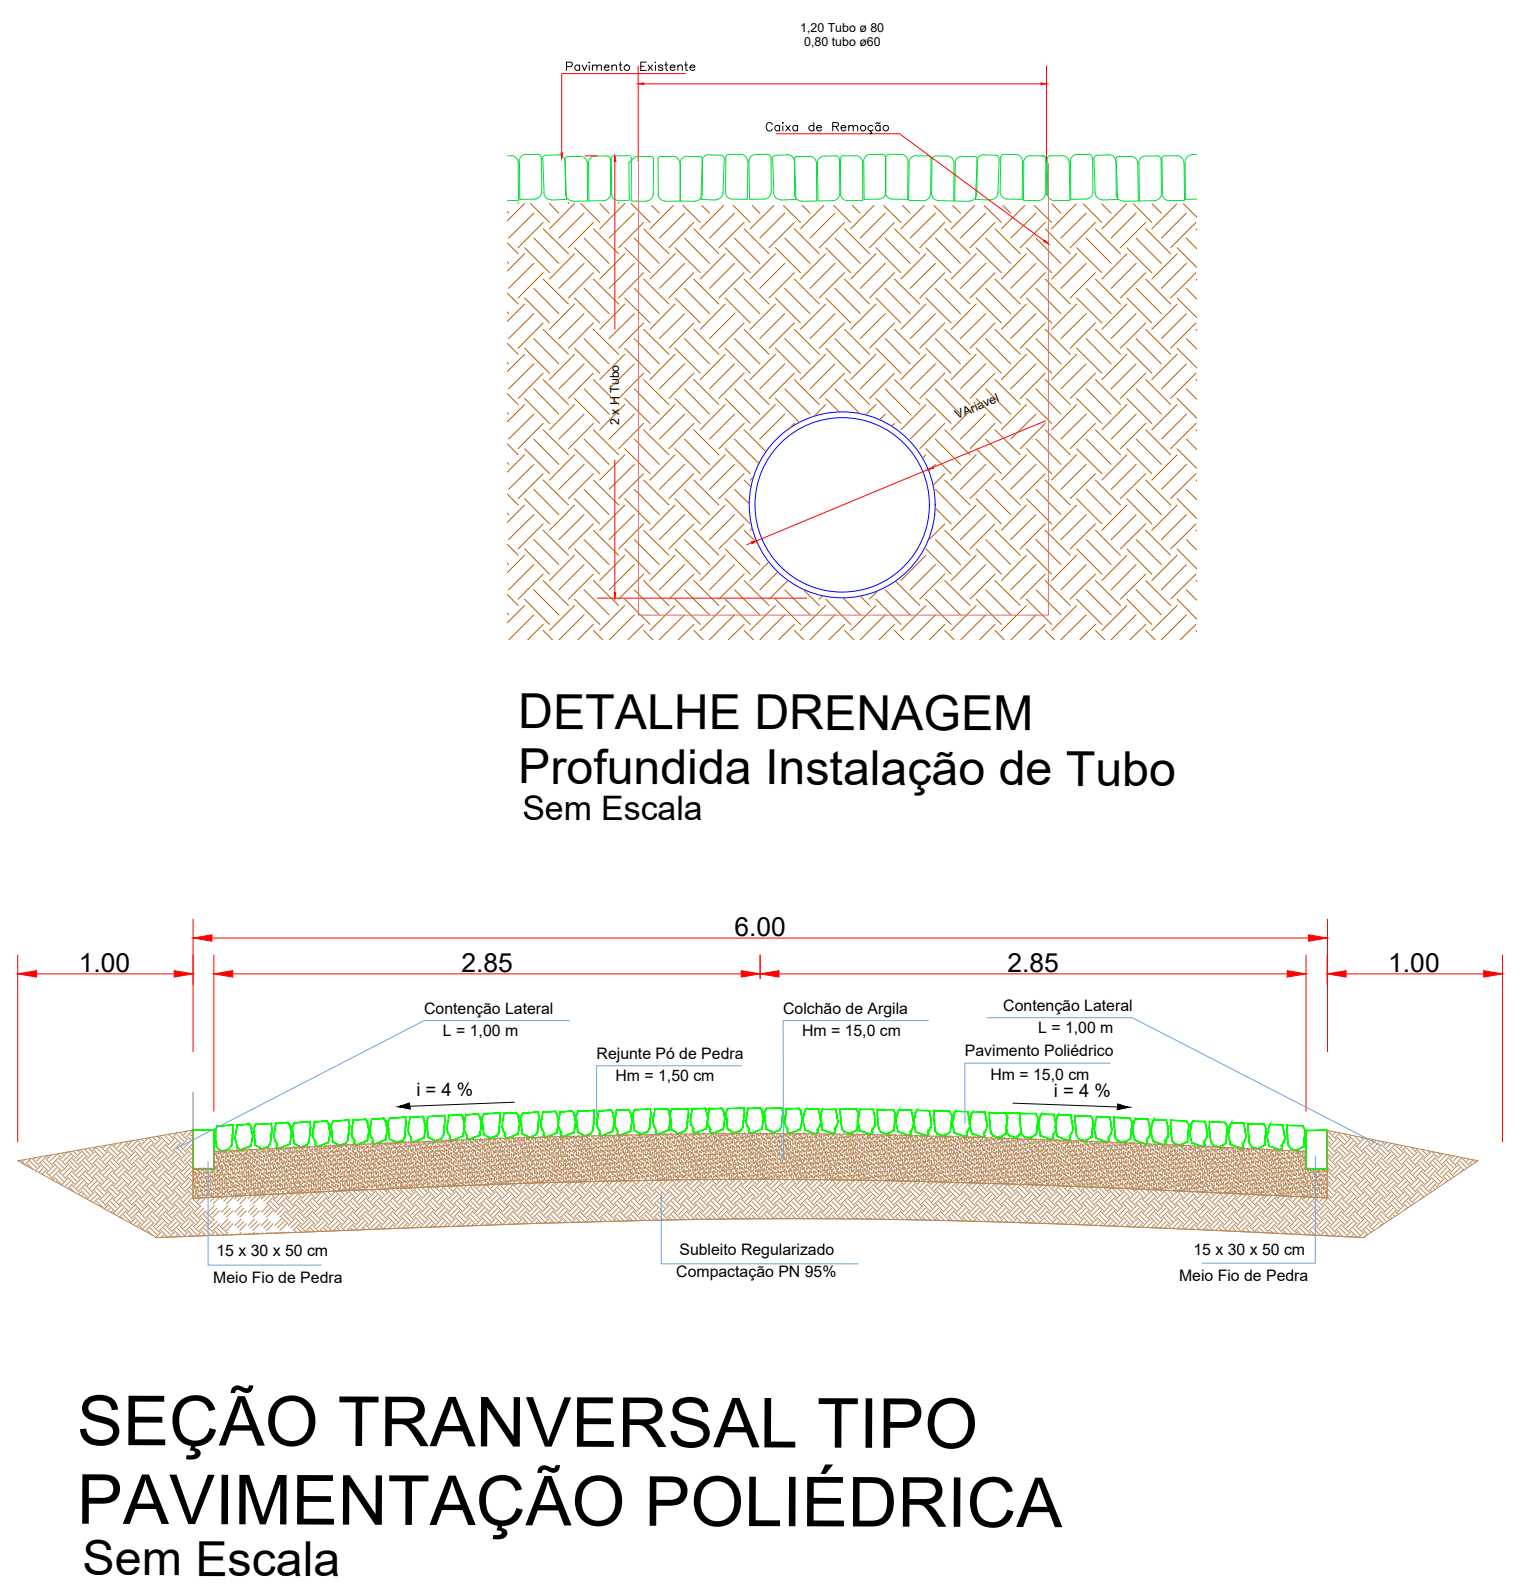 1,20 Tubo ø 80
0,80 tubo ø60
Pavimento Existente
Caixa de Remoção
2 x H Tubo
VAriável
DETALHE DRENAGEM
Profundida Instalação de Tubo
Sem Escala
6.00
1.00
2.85
2.85
1.00
Contenção Lateral
L = 1,00 m
Colchão de Argila
Hm = 15,0 cm
Contenção Lateral
L = 1,00 m
Rejunte Pó de Pedra
Hm = 1,50 cm
Pavimento Poliédrico
Hm = 15,0 cm
i = 4 %
i = 4 %
15 x 30 x 50 cm
Meio Fio de Pedra
Subleito Regularizado
Compactação PN 95%
15 x 30 x 50 cm
Meio Fio de Pedra
SEÇÃO TRANVERSAL TIPO
PAVIMENTAÇÃO POLIÉDRICA
Sem Escala